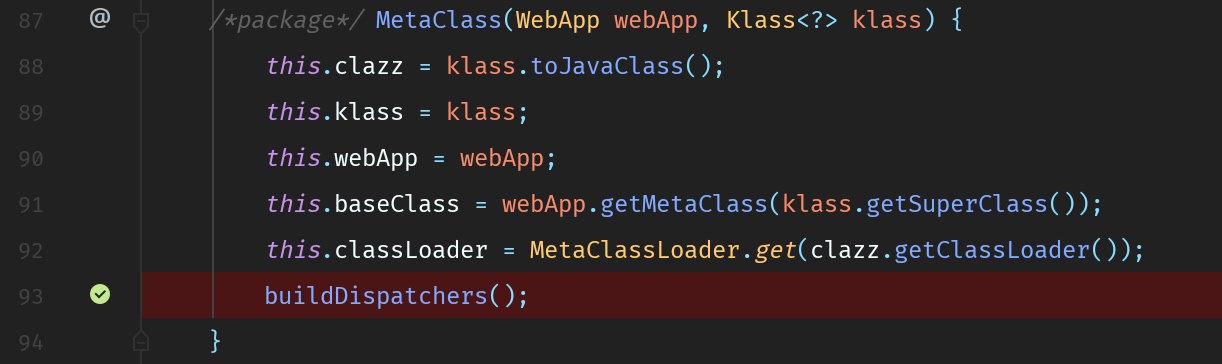 87 @ /*package*/ MetaClass(WebApp webApp, Klass<?> klass) {
88 this.clazz = klass.toJavaClass();
89 this.klass = klass;
90 this.webApp = webApp;
91 this.baseClass = webApp.getMetaClass(klass.getSuperClass());
92 this.classLoader = MetaClassLoader.get(clazz.getClassLoader());
93 buildDispatchers();
94 }